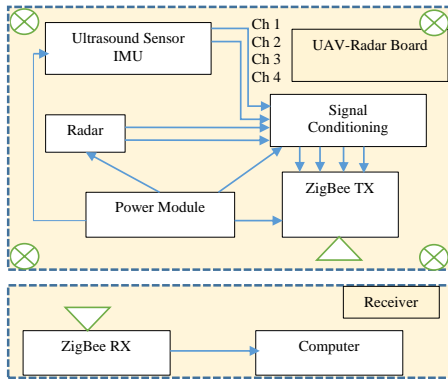 Ultrasound Sensor
IMU
Ch 1
Ch 2
Ch 3
Ch 4
UAV-Radar Board
Radar
Signal
Conditioning
Power Module
ZigBee TX
Receiver
ZigBee RX
Computer